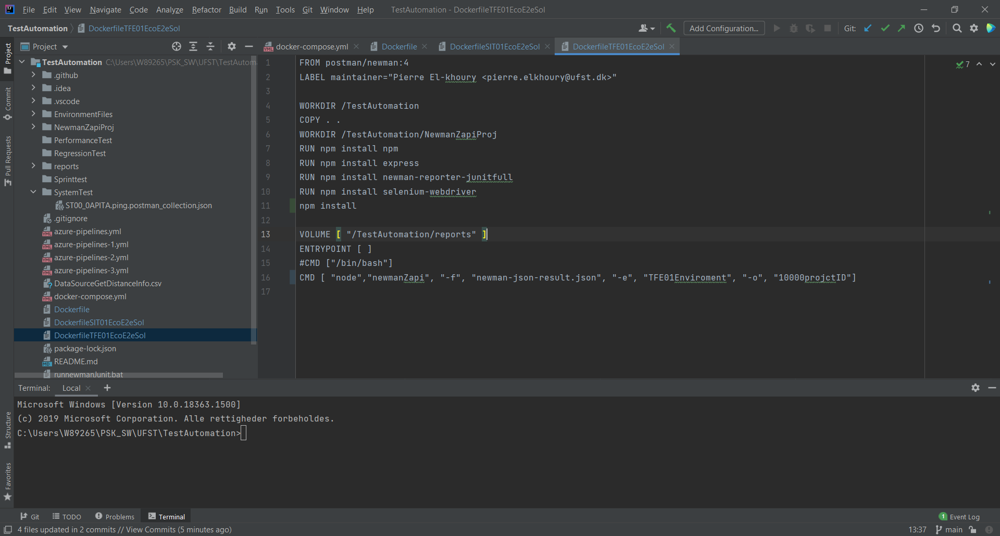 File Edit View Navigate Code Analyze Refactor Build Run Tools Git Window Help TestAutomation - DockerfileTFE01EcoE2eSol
TestAutomation DockerfileTFE01EcoE2eSol Add Configuration... Git:
Project
docker-compose.yml Dockerfile DockerfileSIT01EcoE2eSol DockerfileTFE01EcoE2eSol
Project
Commit
Pull Requests
Structure
Favorites
TestAutomation C:\Users\W89265\PSK_SW\UFST\TestAutom
.github
.idea
.vscode
EnvironmentFiles
NewmanZapiProj
PerformanceTest
RegressionTest
reports
Sprinttest
SystemTest
ST00_0APITA.ping.postman_collection.json
.gitignore
azure-pipelines.yml
azure-pipelines-1.yml
azure-pipelines-2.yml
azure-pipelines-3.yml
DataSourceGetDistanceInfo.csv
docker-compose.yml
Dockerfile
DockerfileSIT01EcoE2eSol
DockerfileTFE01EcoE2eSol
package-lock.json
README.md
runnewmanJunit.bat
7
1 FROM postman/newman:4
2 LABEL maintainer="Pierre El-khoury <pierre.elkhoury@ufst.dk>"
3
4 WORKDIR /TestAutomation
5 COPY . .
6 WORKDIR /TestAutomation/NewmanZapiProj
7 RUN npm install npm
8 RUN npm install express
9 RUN npm install newman-reporter-junitfull
10 RUN npm install selenium-webdriver
11 npm install
12
13 VOLUME [ "/TestAutomation/reports" ]
14 ENTRYPOINT [ ]
15 #CMD ["/bin/bash"]
16 CMD [ "node","newmanZapi", "-f", "newman-json-result.json", "-e", "TFE01Enviroment", "-o", "10000projctID"]
17
Terminal: Local
Microsoft Windows [Version 10.0.18363.1500]
(c) 2019 Microsoft Corporation. Alle rettigheder forbeholdes.
C:\Users\W89265\PSK_SW\UFST\TestAutomation>
Git TODO Problems Terminal 1 Event Log
4 files updated in 2 commits // View Commits (5 minutes ago) 13:37 main